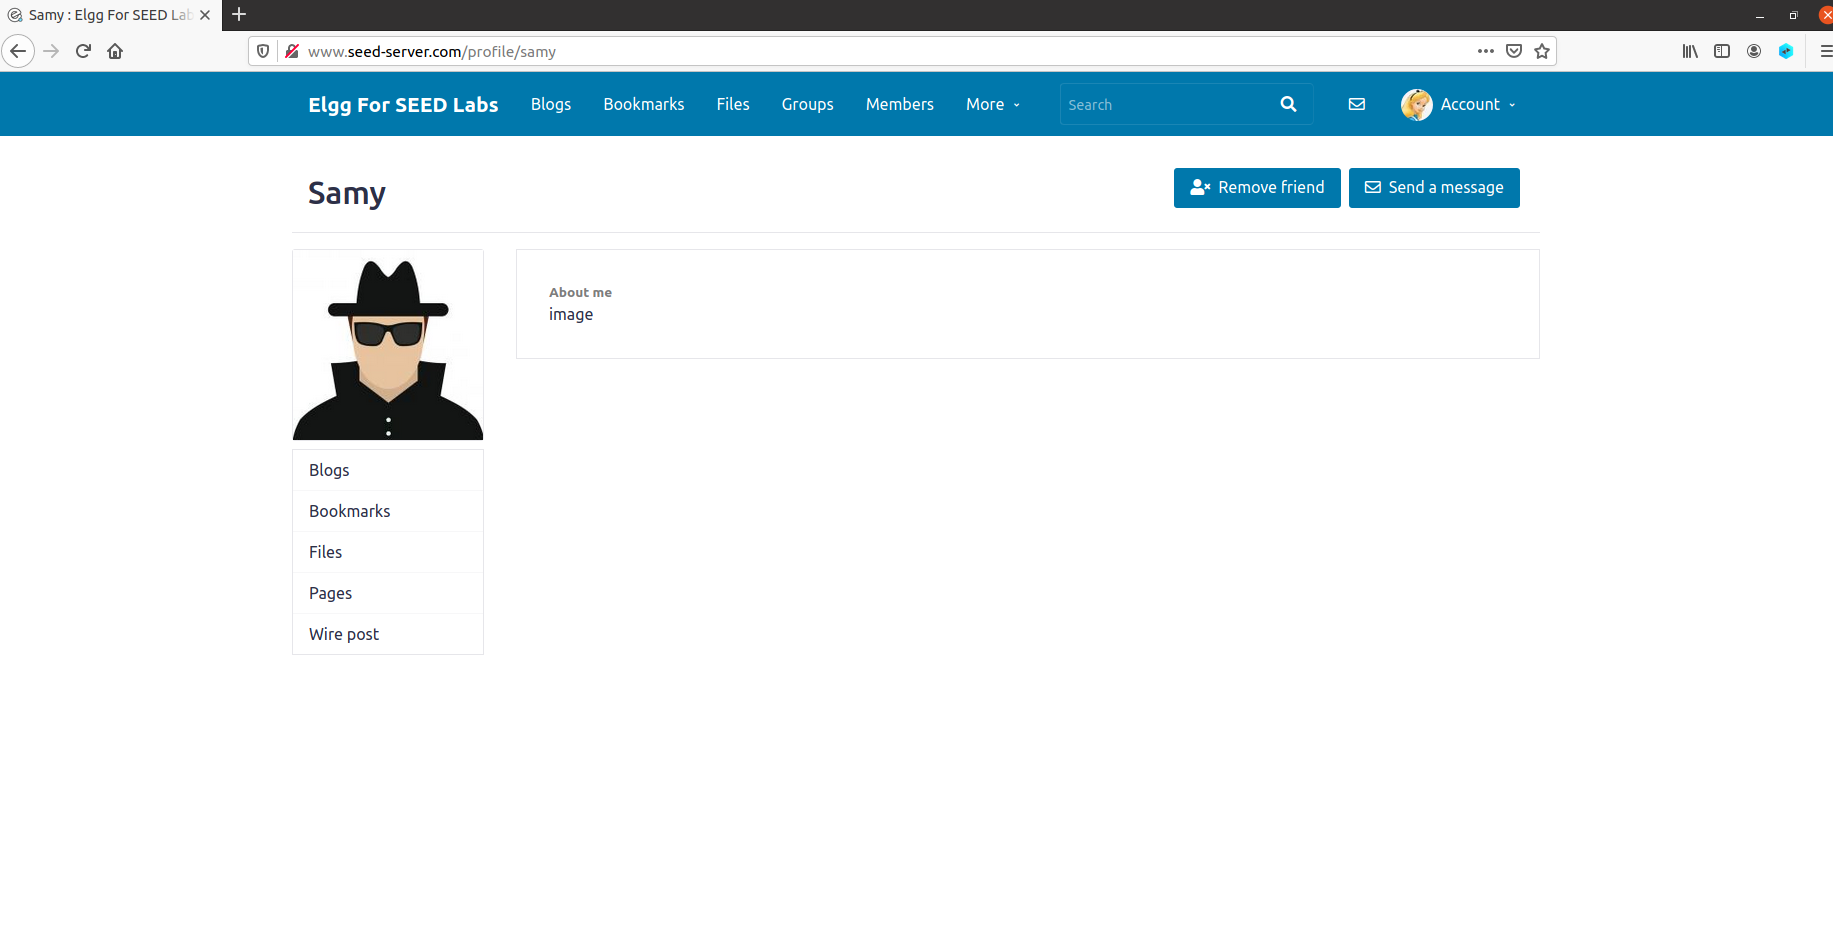 Samy : Elgg For SEED Lab
www.seed-server.com/profile/samy
Elgg For SEED Labs Blogs Bookmarks Files Groups Members More Search Account
Samy
Remove friend Send a message
About me
image
Blogs
Bookmarks
Files
Pages
Wire post